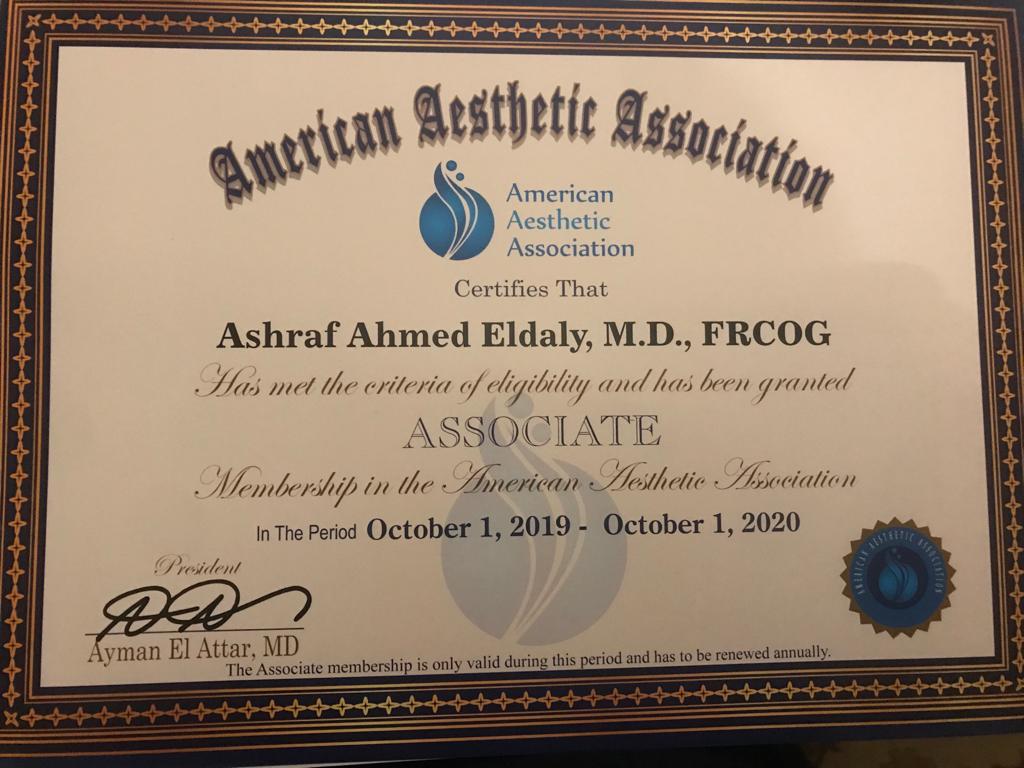 American Aesthetic Association
American
Aesthetic
Association
Certifies That
Ashraf Ahmed Eldaly, M.D., FRCOG
Has met the criteria of eligibility and has been granted
ASSOCIATE
Membership in the American Aesthetic Association
In The Period October 1, 2019 - October 1, 2020
AMERICAN AESTHETIC ASSOCIATION
President
Ayman El Attar, MD
The Associate membership is only valid during this period and has to be renewed annually.